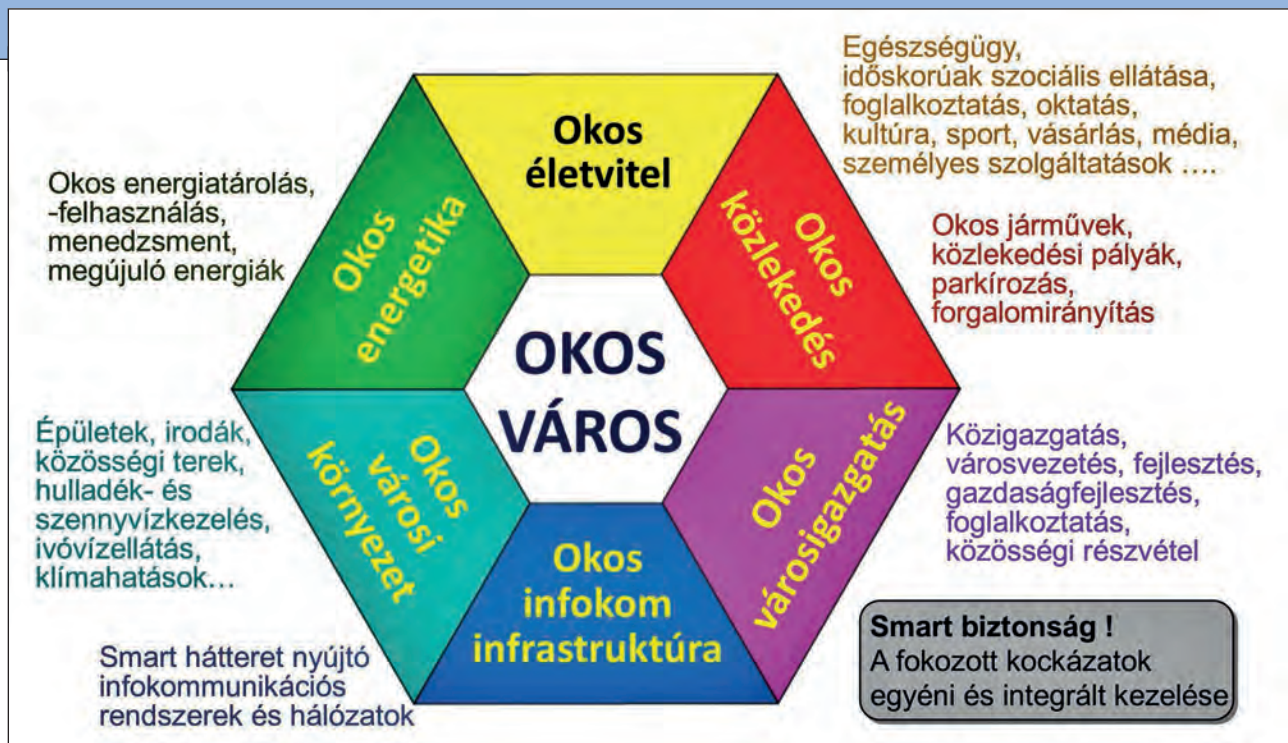 Egészségügy,
időskorúak szociális ellátása,
foglalkoztatás, oktatás,
kultúra, sport, vásárlás, média,
személyes szolgáltatások ….
Okos
életvitel
Okos energiatárolás,
-felhasználás,
menedzsment,
megújuló energiák
Okos
energetika
Okos
közlekedés
Okos járművek,
közlekedési pályák,
parkírozás,
forgalomirányítás
OKOS
VÁROS
Épületek, irodák,
közösségi terek,
hulladék- és
szennyvízkezelés,
ivóvízellátás,
klímahatások…
Okos
városi
környezet
Okos
városigazgatás
Közigazgatás,
városvezetés, fejlesztés,
gazdaságfejlesztés,
foglalkoztatás,
közösségi részvétel
Okos
infokom
infrastruktúra
Smart hátteret nyújtó
infokommunikációs
rendszerek és hálózatok
Smart biztonság !
A fokozott kockázatok
egyéni és integrált kezelése